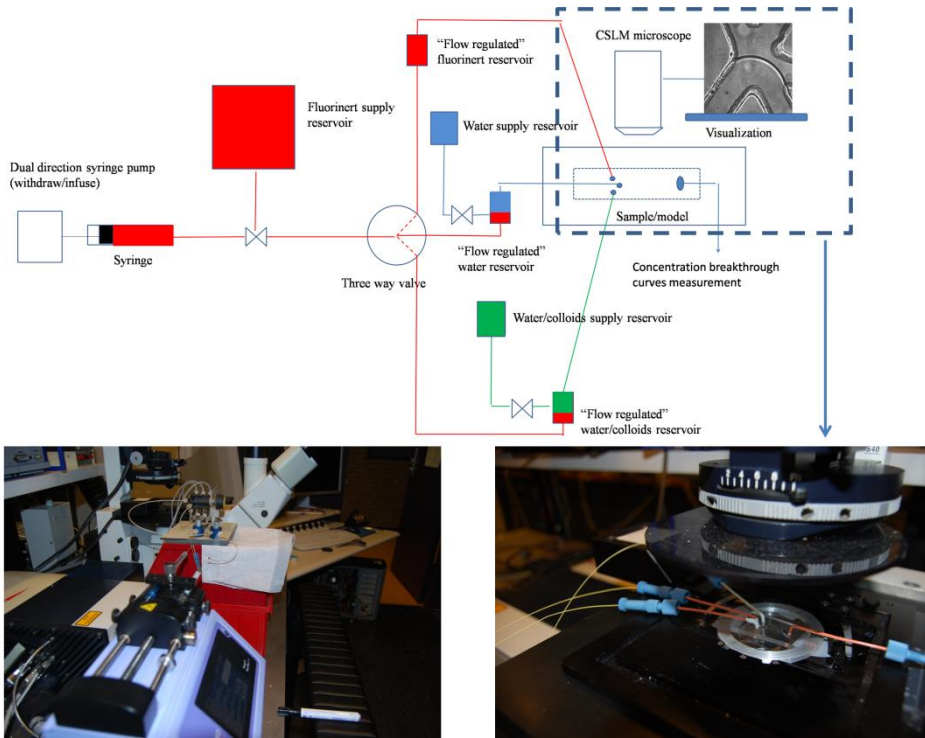 “Flow regulated”
fluorinert reservoir
CSLM microscope
Fluorinert supply
reservoir
Water supply reservoir
Visualization
Dual direction syringe pump
(withdraw/infuse)
Sample/model
Syringe
“Flow regulated”
water reservoir
Three way valve
Concentration breakthrough
curves measurement
Water/colloids supply reservoir
“Flow regulated”
water/colloids reservoir